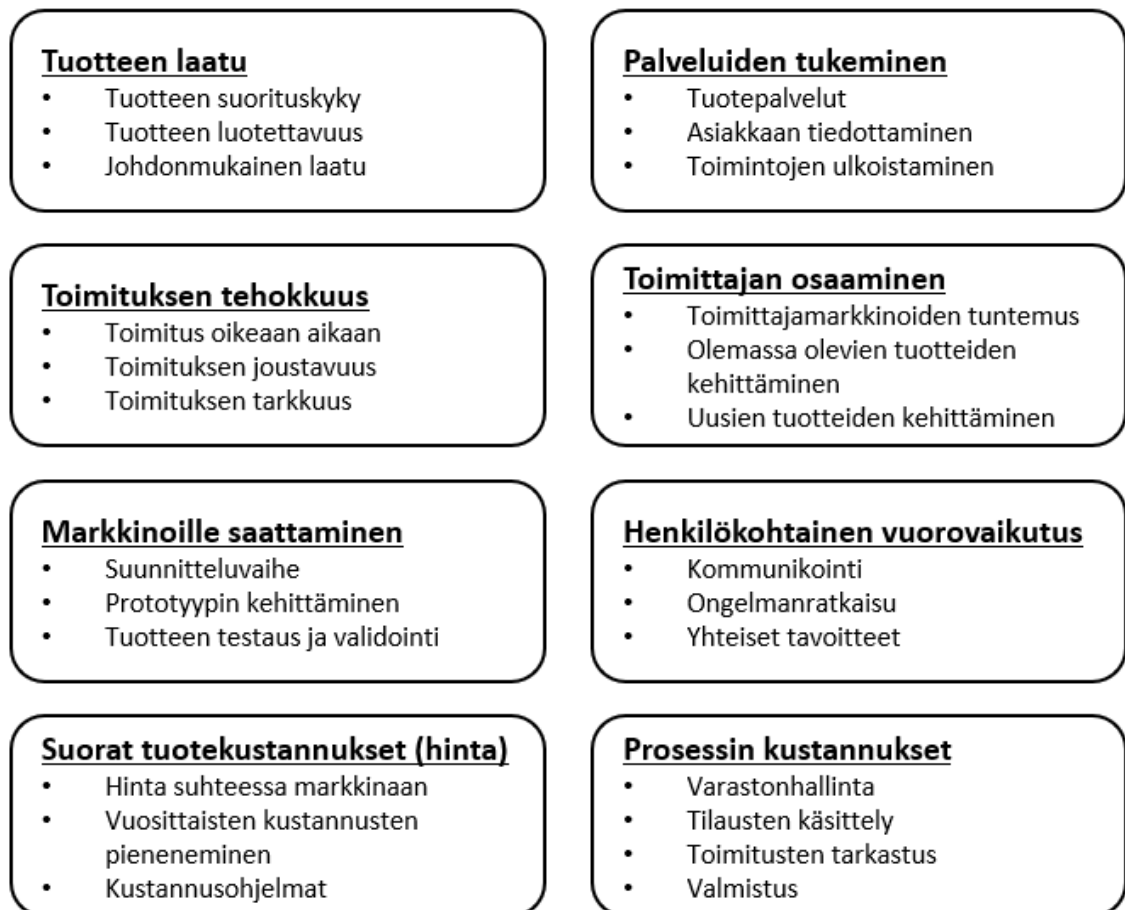 Tuotteen laatu
• Tuotteen suorituskyky
• Tuotteen luotettavuus
• Johdonmukainen laatu
Palveluiden tukeminen
• Tuotepalvelut
• Asiakkaan tiedottaminen
• Toimintojen ulkoistaminen
Toimituksen tehokkuus
• Toimitus oikeaan aikaan
• Toimituksen joustavuus
• Toimituksen tarkkuus
Toimittajan osaaminen
• Toimittajamarkkinoiden tuntemus
• Olemassa olevien tuotteiden
kehittäminen
• Uusien tuotteiden kehittäminen
Markkinoille saattaminen
• Suunnitteluvaihe
• Prototyypin kehittäminen
• Tuotteen testaus ja validointi
Henkilökohtainen vuorovaikutus
• Kommunikointi
• Ongelmanratkaisu
• Yhteiset tavoitteet
Suorat tuotekustannukset (hinta)
• Hinta suhteessa markkinaan
• Vuosittaisten kustannusten
pieneneminen
• Kustannusohjelmat
Prosessin kustannukset
• Varastonhallinta
• Tilausten käsittely
• Toimitusten tarkastus
• Valmistus